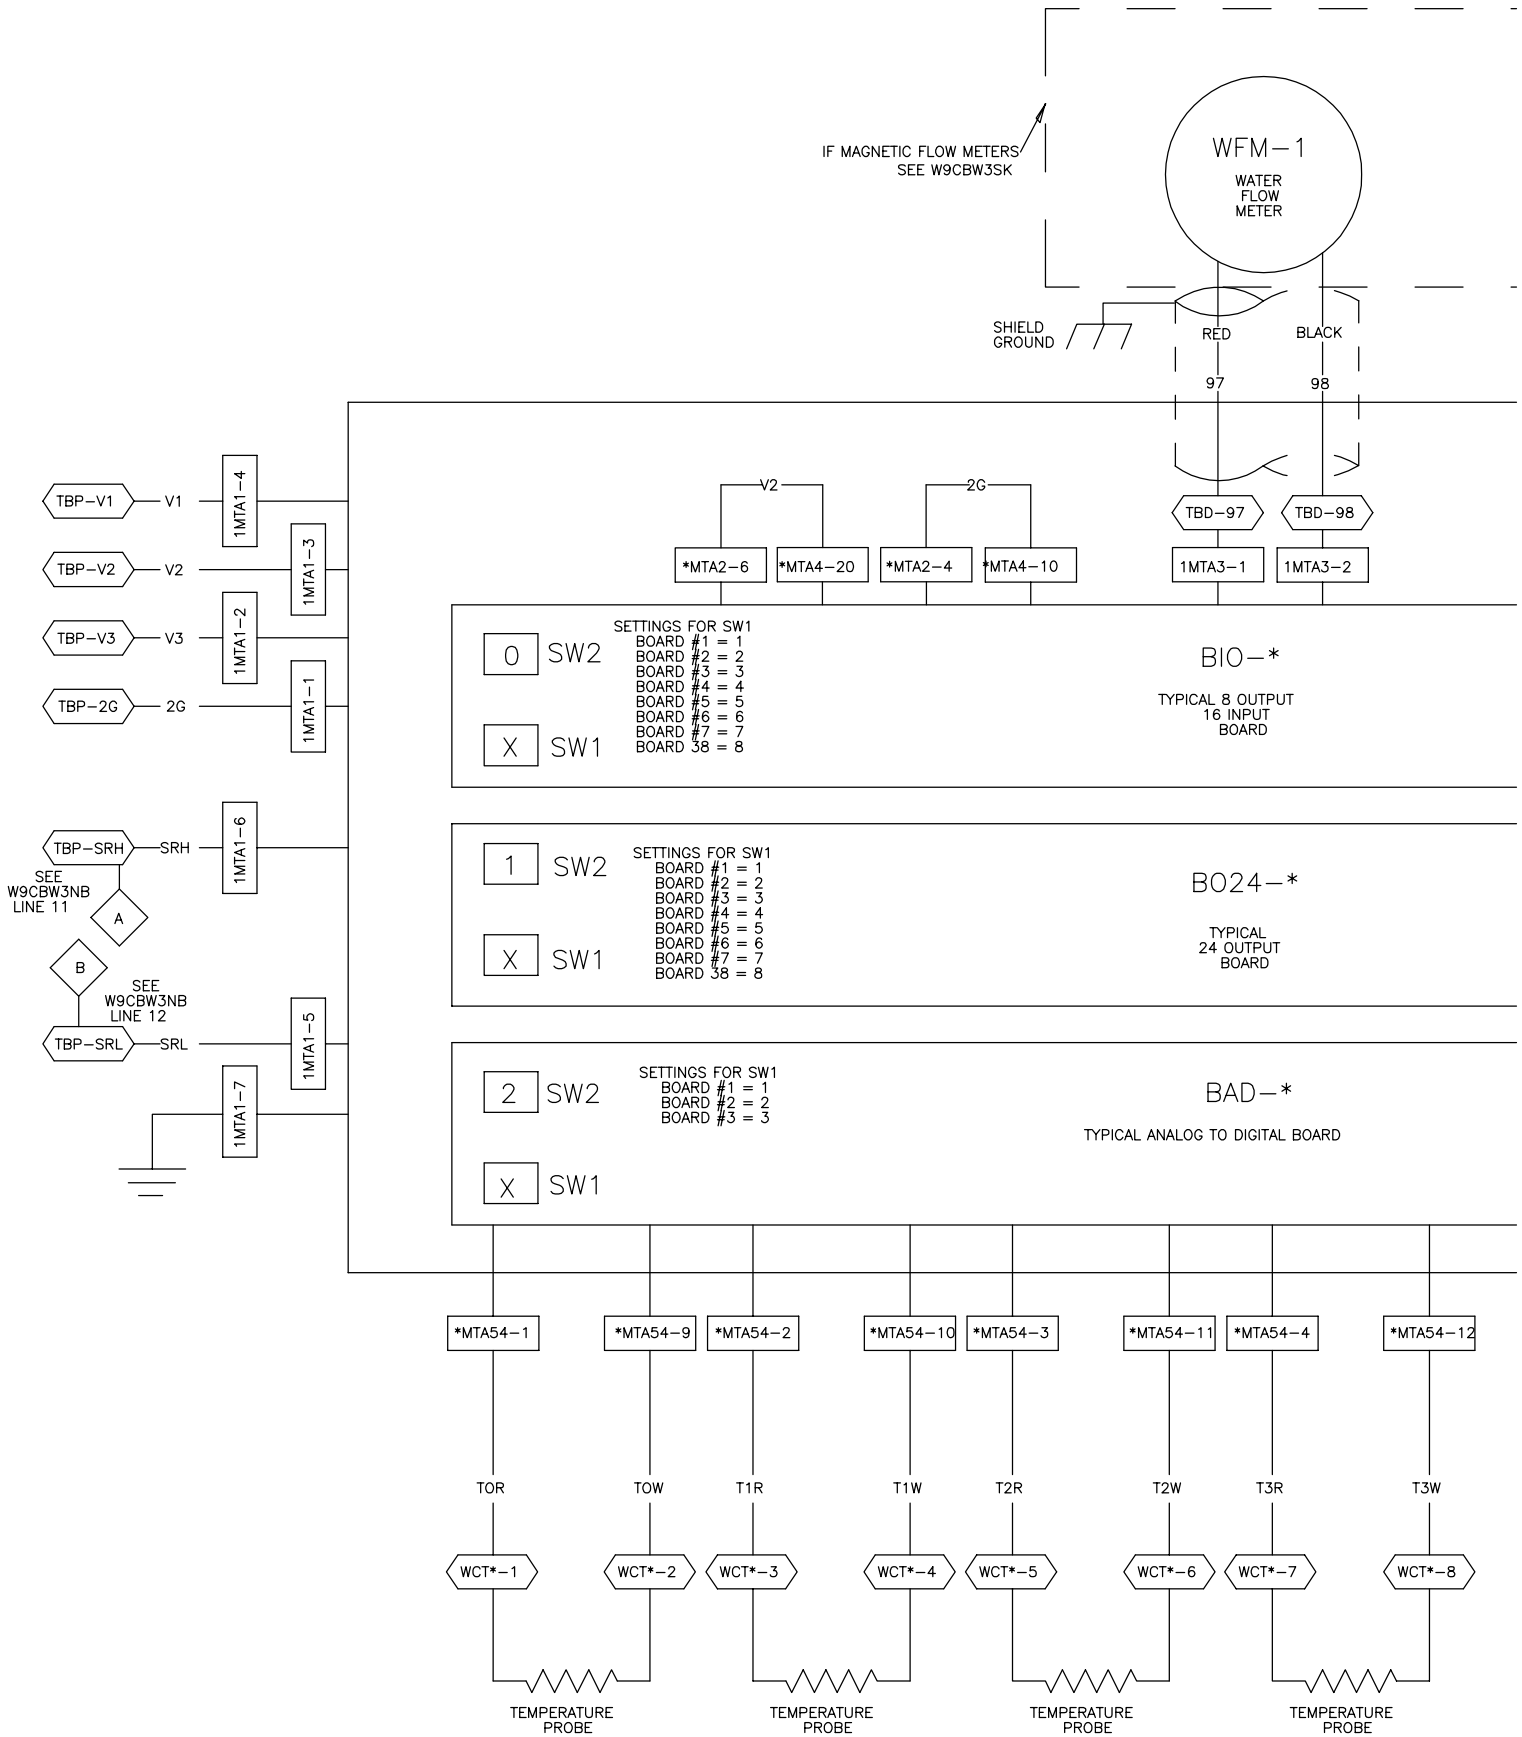 IF MAGNETIC FLOW METERS
SEE W9CBW3SK
WFM-1
WATER
FLOW
METER
SHIELD
GROUND
RED
BLACK
97
98
TBP-V1
V1
1MTA1-4
TBP-V2
V2
1MTA1-3
TBP-V3
V3
1MTA1-2
TBP-2G
2G
1MTA1-1
V2
2G
TBD-97
TBD-98
*MTA2-6
*MTA4-20
*MTA2-4
*MTA4-10
1MTA3-1
1MTA3-2
0
SW2
X
SW1
SETTINGS FOR SW1
BOARD #1 = 1
BOARD #2 = 2
BOARD #3 = 3
BOARD #4 = 4
BOARD #5 = 5
BOARD #6 = 6
BOARD #7 = 7
BOARD 38 = 8
BIO-*
TYPICAL 8 OUTPUT
16 INPUT
BOARD
TBP-SRH
SRH
1MTA1-6
SEE
W9CBW3NB
LINE 11
A
B
SEE
W9CBW3NB
LINE 12
TBP-SRL
SRL
1MTA1-5
1MTA1-7
1
SW2
X
SW1
SETTINGS FOR SW1
BOARD #1 = 1
BOARD #2 = 2
BOARD #3 = 3
BOARD #4 = 4
BOARD #5 = 5
BOARD #6 = 6
BOARD #7 = 7
BOARD 38 = 8
BO24-*
TYPICAL
24 OUTPUT
BOARD
2
SW2
X
SW1
SETTINGS FOR SW1
BOARD #1 = 1
BOARD #2 = 2
BOARD #3 = 3
BAD-*
TYPICAL ANALOG TO DIGITAL BOARD
*MTA54-1
*MTA54-9
*MTA54-2
*MTA54-10
*MTA54-3
*MTA54-11
*MTA54-4
*MTA54-12
T0R
T0W
T1R
T1W
T2R
T2W
T3R
T3W
WCT*-1
WCT*-2
WCT*-3
WCT*-4
WCT*-5
WCT*-6
WCT*-7
WCT*-8
TEMPERATURE
PROBE
TEMPERATURE
PROBE
TEMPERATURE
PROBE
TEMPERATURE
PROBE